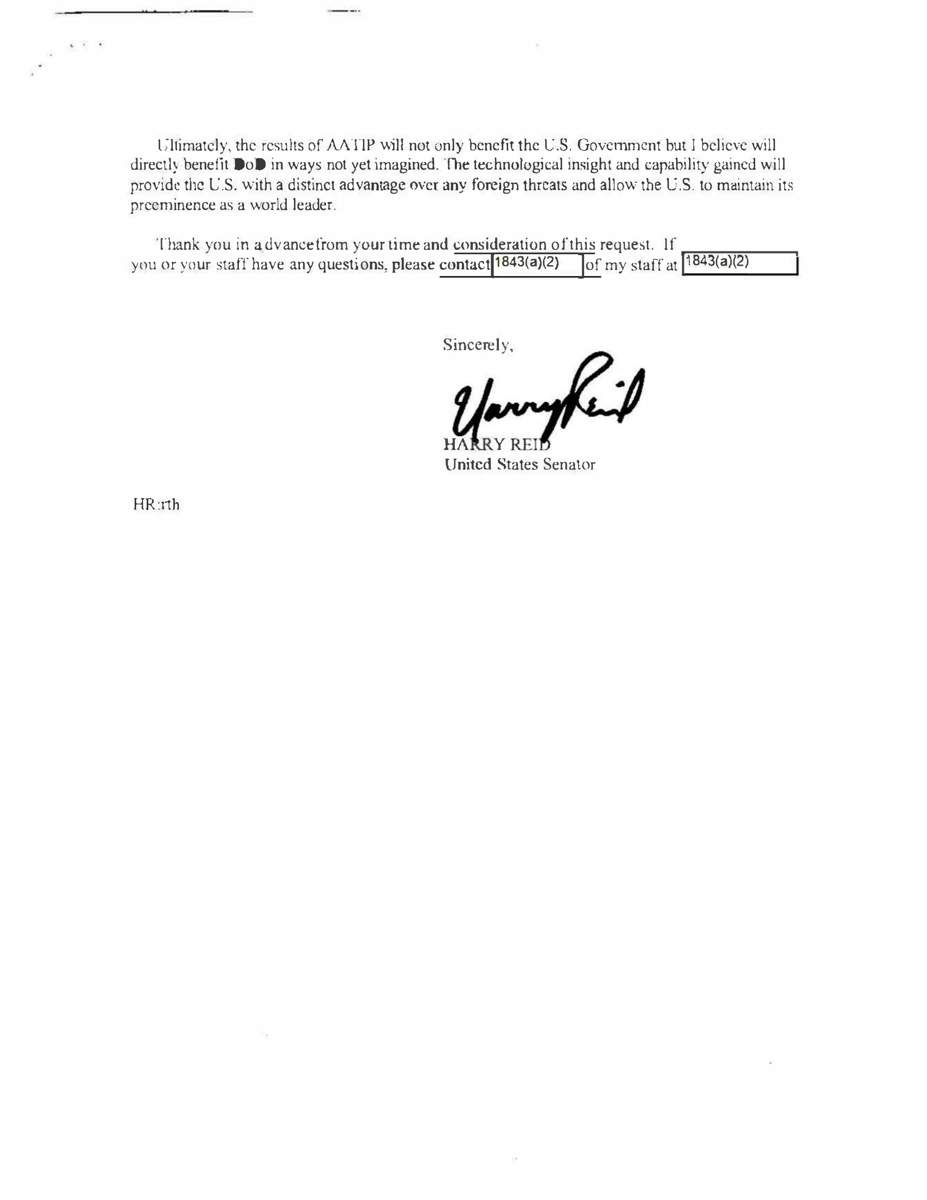 Ultimately, the results of AATIP will not only benefit the U.S. Government but I believe will
directly benefit DoD in ways not yet imagined. The technological insight and capability gained will
provide the U.S. with a distinct advantage over any foreign threats and allow the U.S. to maintain its
preeminence as a world leader.
Thank you in advance from your time and consideration of this request. If
you or your staff have any questions, please contact 1843(a)(2) of my staff at 1843(a)(2)
Sincerely,
Harry Reid
HARRY REID
United States Senator
HR:rth